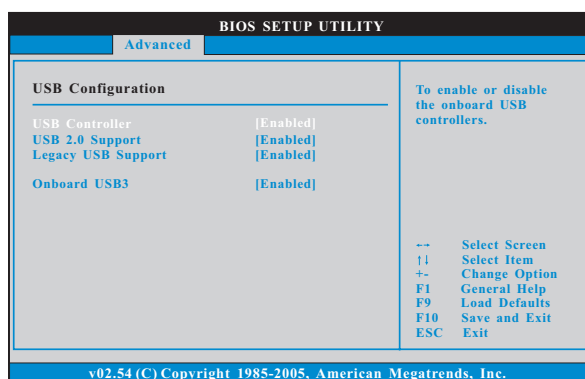 BIOS SETUP UTILITY
Advanced
USB Configuration
USB Controller [Enabled]
USB 2.0 Support [Enabled]
Legacy USB Support [Enabled]
Onboard USB3 [Enabled]
To enable or disable
the onboard USB
controllers.
←→ Select Screen
↑↓ Select Item
+- Change Option
F1 General Help
F9 Load Defaults
F10 Save and Exit
ESC Exit
v02.54 (C) Copyright 1985-2005, American Megatrends, Inc.